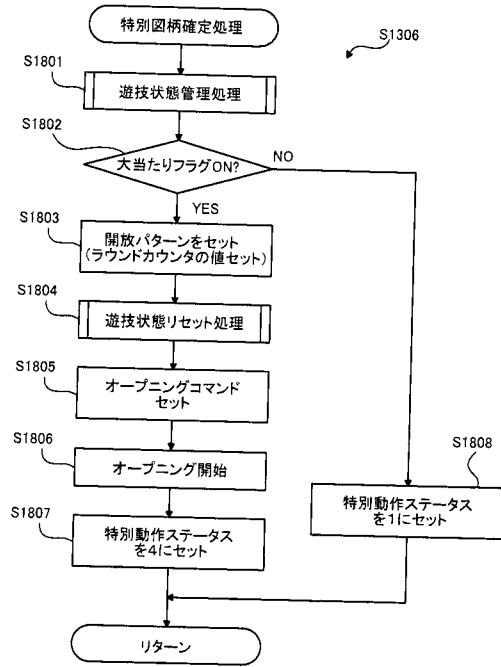 特別図柄確定処理
S1306
S1801
遊技状態管理処理
S1802
大当たりフラグON?
NO
YES
S1803
開放パターンをセット
(ラウンドカウンタの値セット)
S1804
遊技状態リセット処理
S1805
オープニングコマンド
セット
S1806
オープニング開始
S1807
特別動作ステータス
を4にセット
S1808
特別動作ステータス
を1にセット
リターン